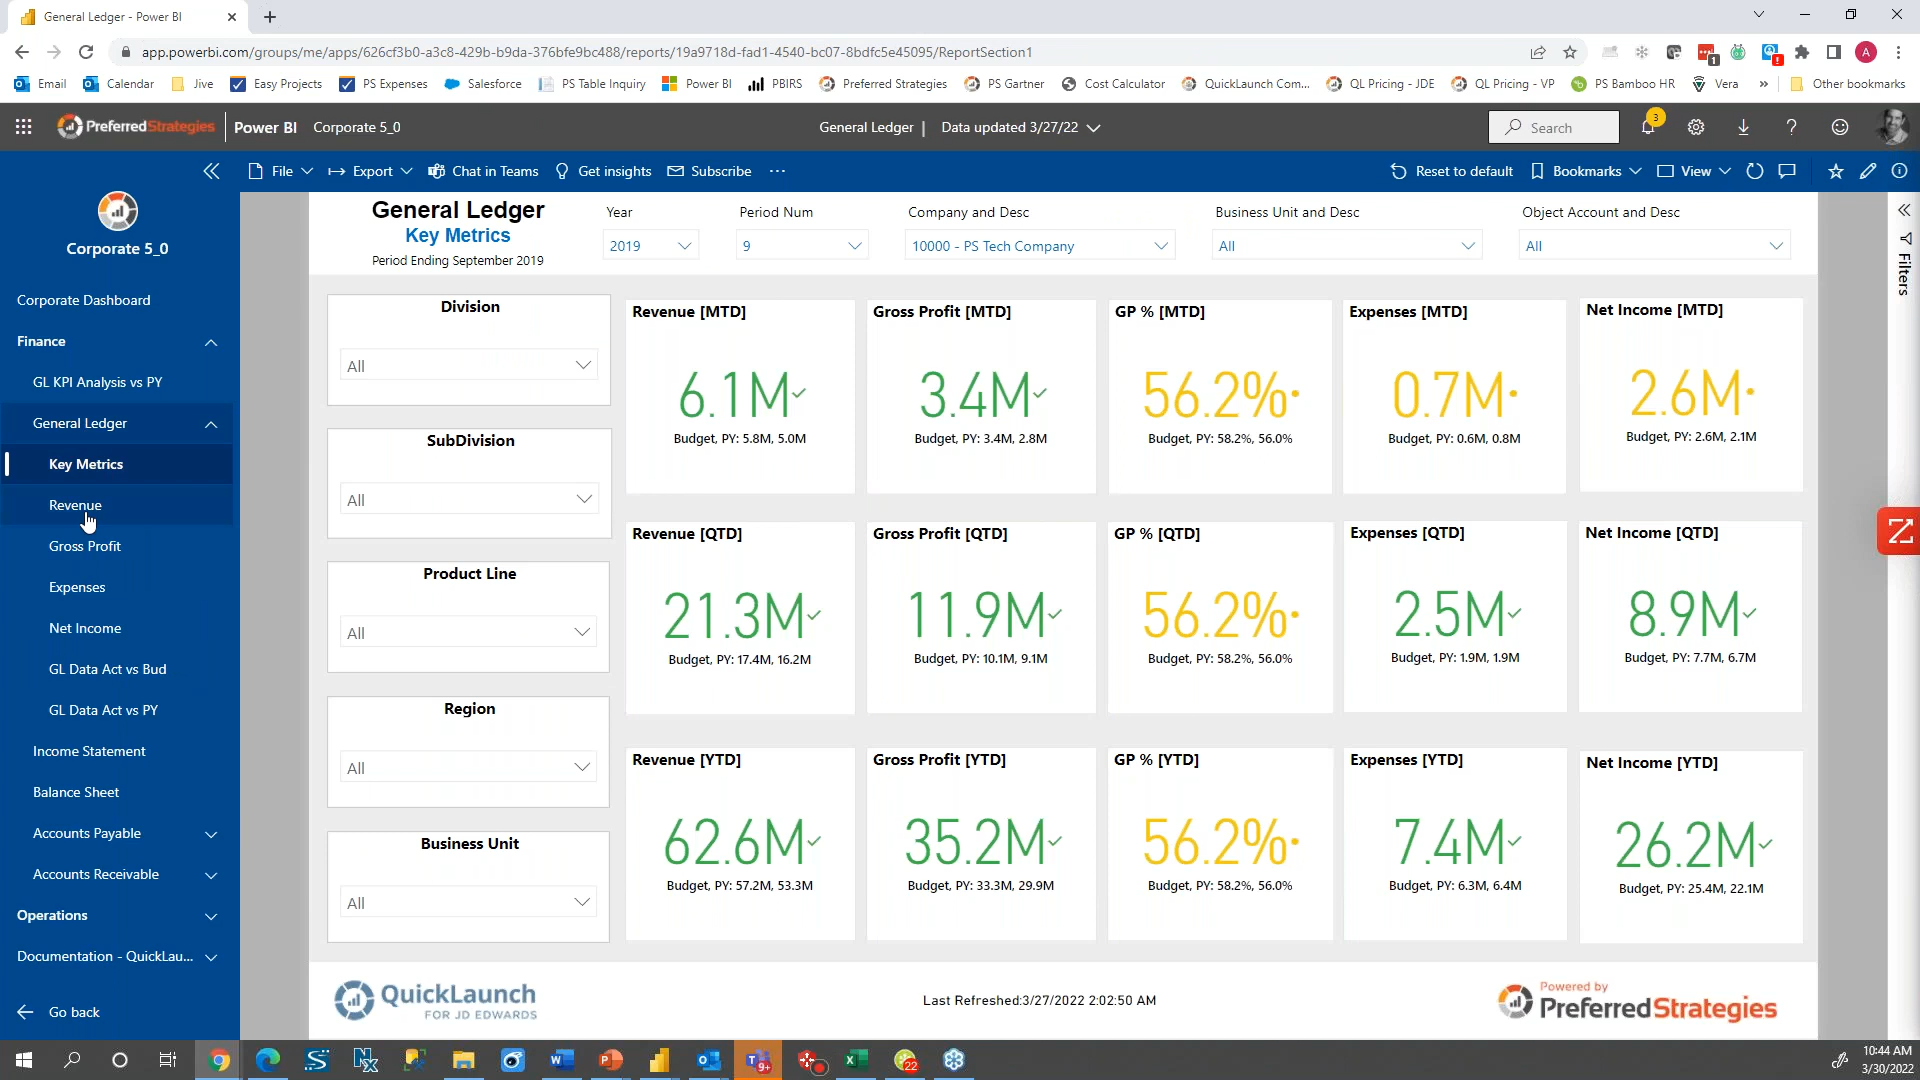 General Ledger - Power BI
app.powerbi.com/groups/me/apps/626cf3b0-a3c8-429b-b9da-376bfe9bc488/reports/19a9718d-fad1-4540-bc07-8bdfc5e45095/ReportSection1
1
A
Email Calendar Jive Easy Projects PS Expenses Salesforce PS Table Inquiry Power BI PBIRS Preferred Strategies PS Gartner Cost Calculator QuickLaunch Com... QL Pricing - JDE QL Pricing - VP PS Bamboo HR Vera » Other bookmarks
PreferredStrategies Power BI Corporate 5_0 General Ledger | Data updated 3/27/22 Search 3 ?
File Export Chat in Teams Get insights Subscribe ... Reset to default Bookmarks View
Corporate 5_0
Corporate Dashboard
Finance
GL KPI Analysis vs PY
General Ledger
Key Metrics
Revenue
Gross Profit
Expenses
Net Income
GL Data Act vs Bud
GL Data Act vs PY
Income Statement
Balance Sheet
Accounts Payable
Accounts Receivable
Operations
Documentation - QuickLau...
Go back
General Ledger
Key Metrics
Period Ending September 2019
Year
2019
Period Num
9
Company and Desc
10000 - PS Tech Company
Business Unit and Desc
All
Object Account and Desc
All
Filters
Division
All
SubDivision
All
Product Line
All
Region
All
Business Unit
All
Revenue [MTD]
6.1M
Budget, PY: 5.8M, 5.0M
Gross Profit [MTD]
3.4M
Budget, PY: 3.4M, 2.8M
GP % [MTD]
56.2%
Budget, PY: 58.2%, 56.0%
Expenses [MTD]
0.7M
Budget, PY: 0.6M, 0.8M
Net Income [MTD]
2.6M
Budget, PY: 2.6M, 2.1M
Revenue [QTD]
21.3M
Budget, PY: 17.4M, 16.2M
Gross Profit [QTD]
11.9M
Budget, PY: 10.1M, 9.1M
GP % [QTD]
56.2%
Budget, PY: 58.2%, 56.0%
Expenses [QTD]
2.5M
Budget, PY: 1.9M, 1.9M
Net Income [QTD]
8.9M
Budget, PY: 7.7M, 6.7M
Revenue [YTD]
62.6M
Budget, PY: 57.2M, 53.3M
Gross Profit [YTD]
35.2M
Budget, PY: 33.3M, 29.9M
GP % [YTD]
56.2%
Budget, PY: 58.2%, 56.0%
Expenses [YTD]
7.4M
Budget, PY: 6.3M, 6.4M
Net Income [YTD]
26.2M
Budget, PY: 25.4M, 22.1M
QuickLaunch
FOR JD EDWARDS
Last Refreshed:3/27/2022 2:02:50 AM
Powered by
PreferredStrategies
9+
22
10:44 AM
3/30/2022